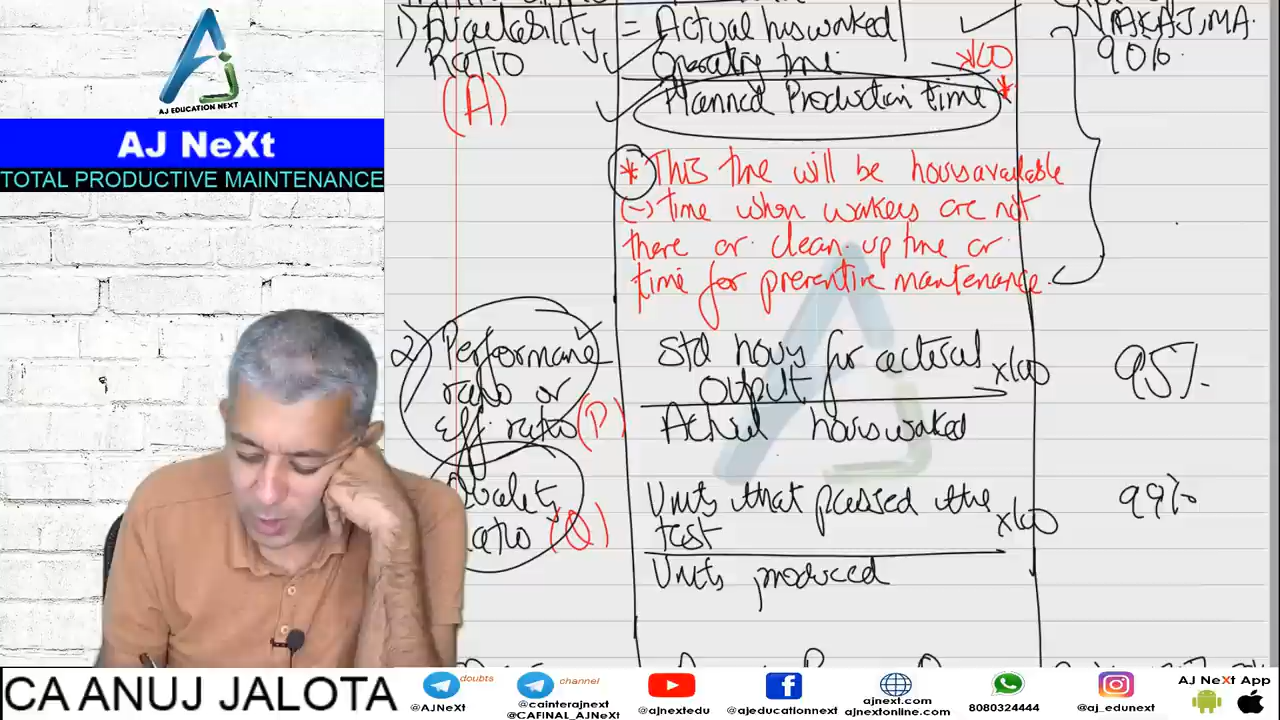 1) Availability = Actual hrs worked
Ratio
Operating time
x100
(A)
Planned Production time *
NAKAJIMA
90%
* This time will be hours available
(-) time when workers are not
there or clean up time or
time for preventive maintenance
2) Performance
ratio or
Eff. ratio (P)
Std hours for actual
output x100
Actual hours worked
95%
Quality
ratio (Q)
Units that passed the
test x100
Units produced
99%
AJ EDUCATION NEXT
AJ NeXt
TOTAL PRODUCTIVE MAINTENANCE
CA ANUJ JALOTA
doubts
@AJNeXt
channel
@cainterajnext
@CAFINAL_AJNeXt
@ajnextedu
@ajeducationnext
ajnext.com
ajnextonline.com
8080324444
@aj_edunext
AJ NeXt App